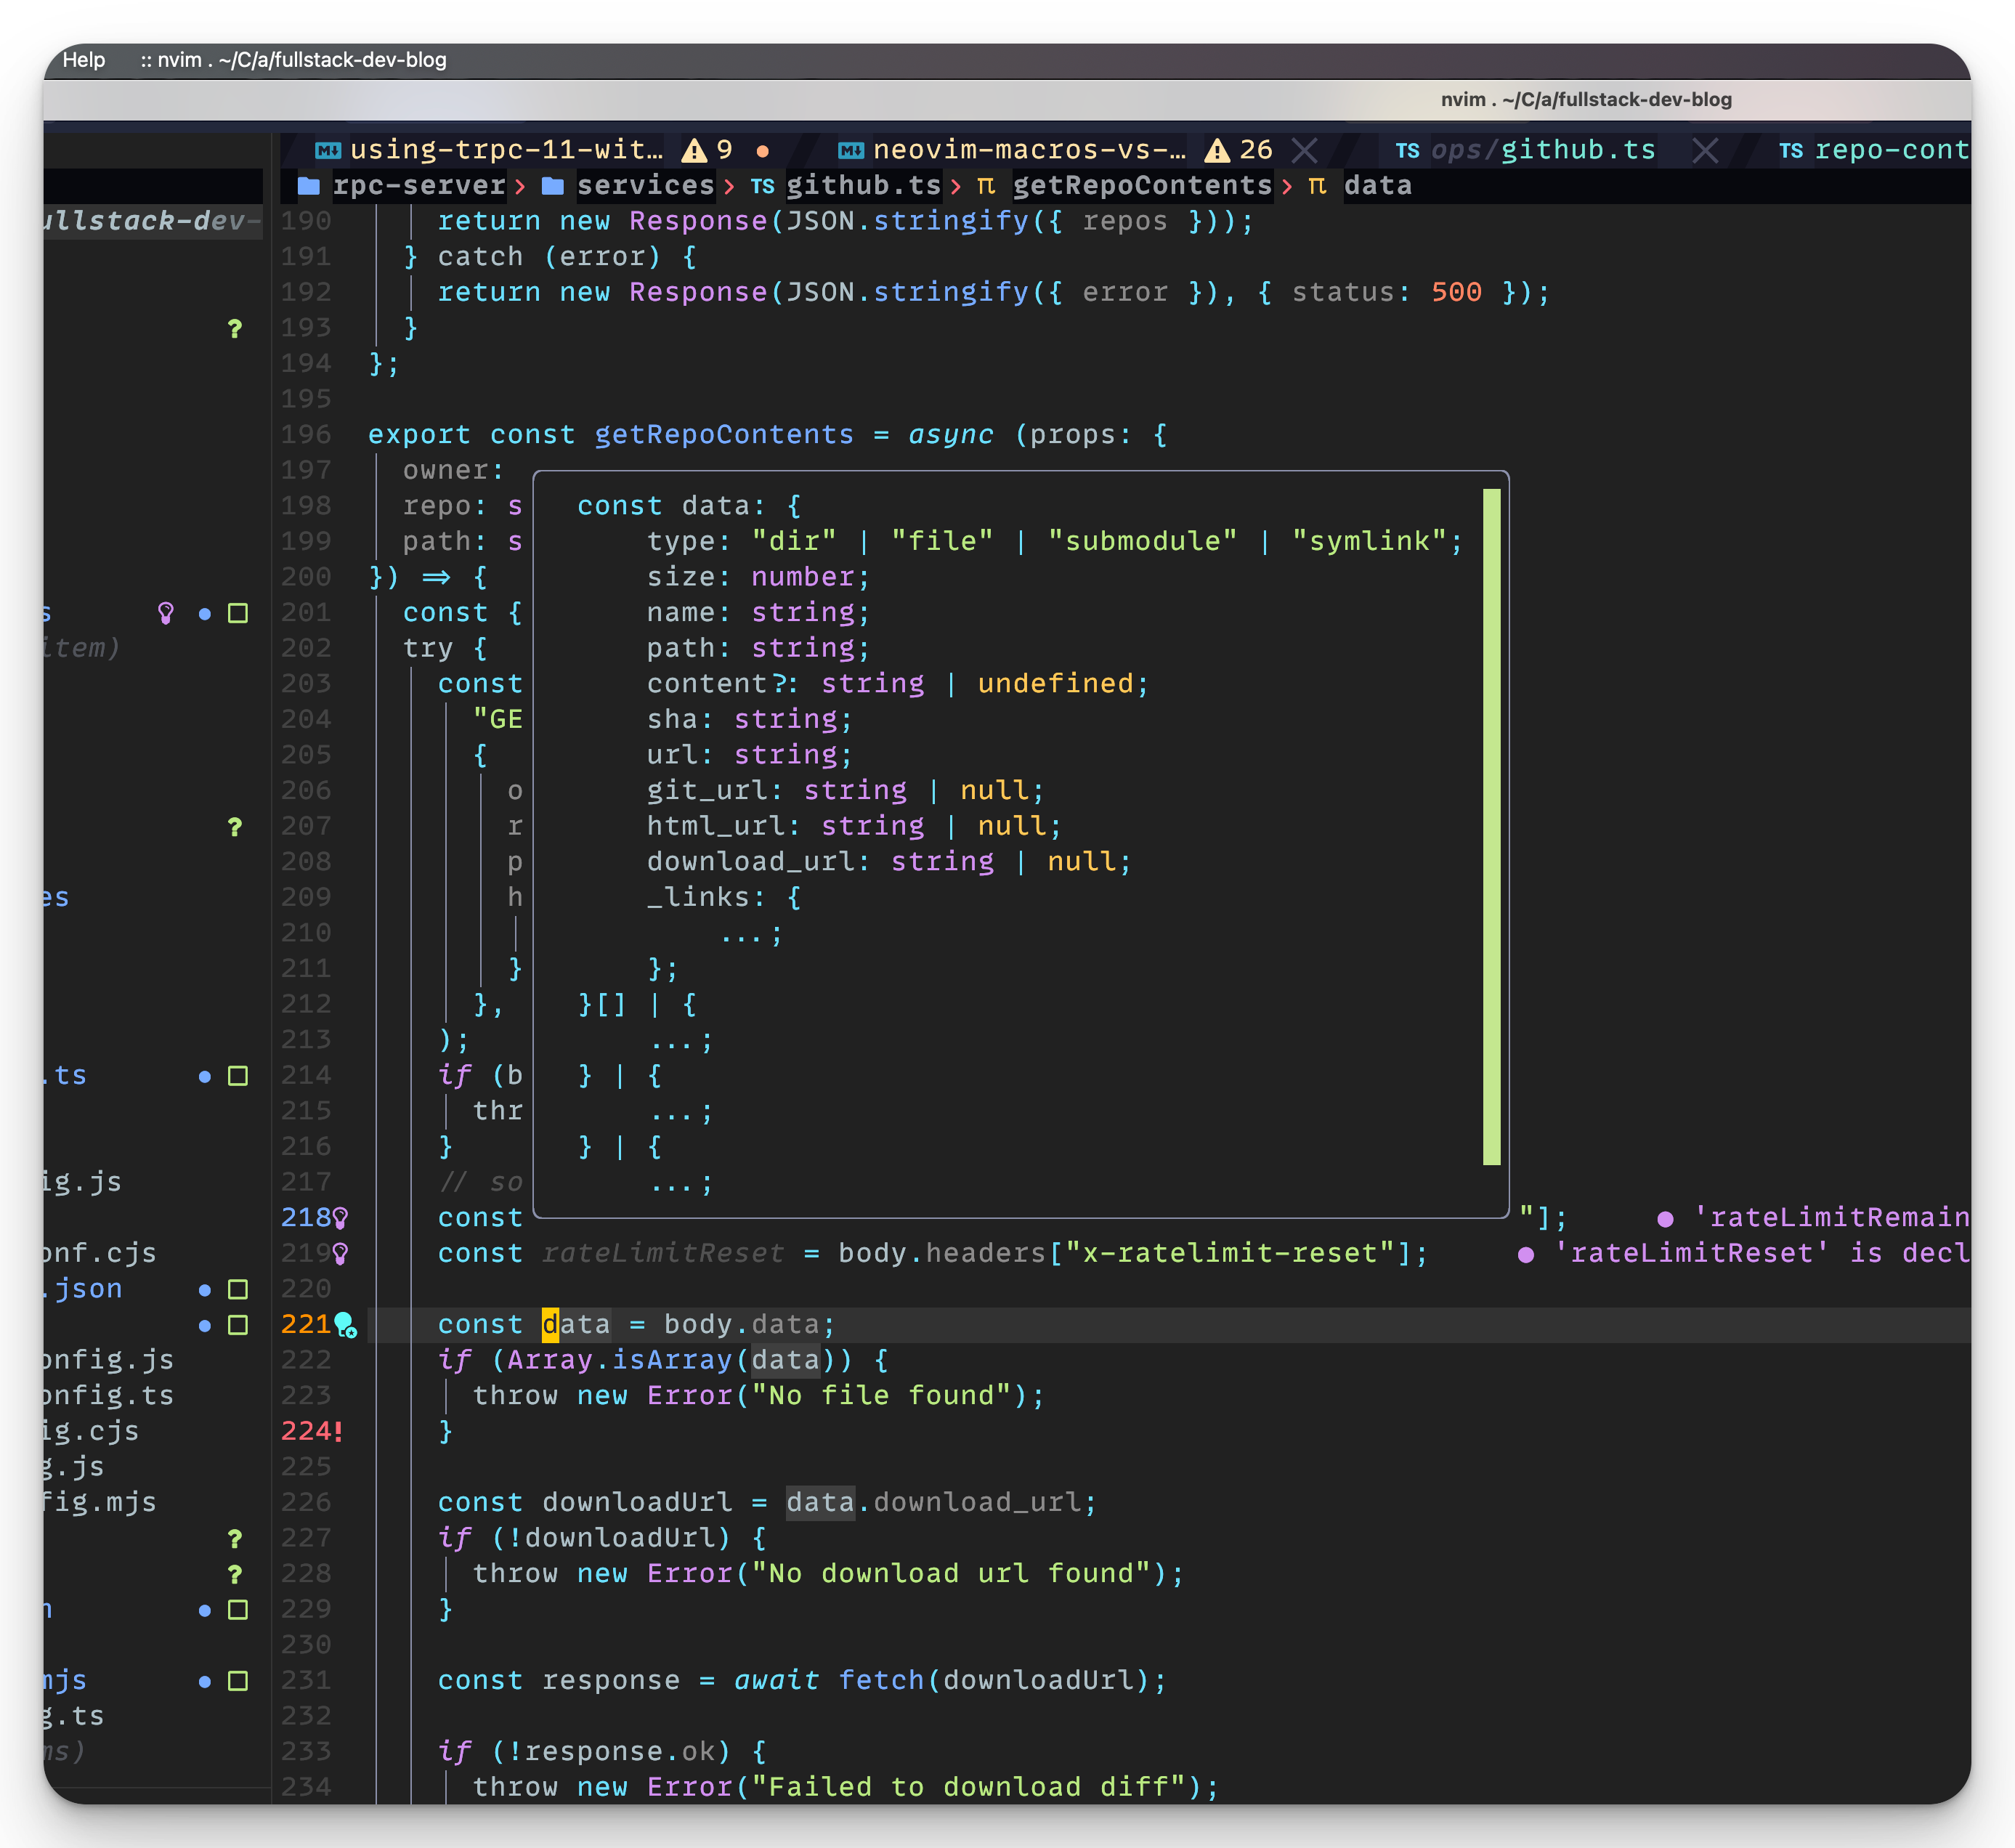 Help :: nvim . ~/C/a/fullstack-dev-blog
nvim . ~/C/a/fullstack-dev-blog
using-trpc-11-wit… 9 neovim-macros-vs-… 26 TS ops/github.ts TS repo-cont
rpc-server > services > TS github.ts > π getRepoContents > π data
ullstack-dev-
190 return new Response(JSON.stringify({ repos }));
191 } catch (error) {
192 return new Response(JSON.stringify({ error }), { status: 500 });
? 193 }
194 };
195
196 export const getRepoContents = async (props: {
197 owner:
198 repo: s const data: {
199 path: s type: "dir" | "file" | "submodule" | "symlink";
200 }) => { size: number;
s 201 const { name: string;
item) 202 try { path: string;
203 const content?: string | undefined;
204 "GE sha: string;
205 { url: string;
206 o git_url: string | null;
? 207 r html_url: string | null;
208 p download_url: string | null;
es 209 h _links: {
210 ...;
211 } };
212 }, }[] | {
213 ); ...;
.ts 214 if (b } | {
215 thr ...;
216 } } | {
ig.js 217 // so ...;
218 const "]; 'rateLimitRemain
onf.cjs 219 const rateLimitReset = body.headers["x-ratelimit-reset"]; 'rateLimitReset' is decl
.json 220
221 const data = body.data;
onfig.js 222 if (Array.isArray(data)) {
onfig.ts 223 throw new Error("No file found");
ig.cjs 224! }
g.js 225
fig.mjs 226 const downloadUrl = data.download_url;
? 227 if (!downloadUrl) {
? 228 throw new Error("No download url found");
n 229 }
230
mjs 231 const response = await fetch(downloadUrl);
g.ts 232
ms) 233 if (!response.ok) {
234 throw new Error("Failed to download diff");